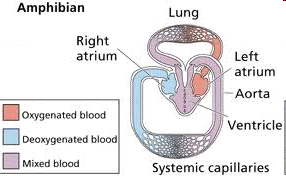 Amphibian
Lung
Right
atrium
Left
atrium
Aorta
Ventricle
Oxygenated blood
Deoxygenated blood
Mixed blood
Systemic capillaries